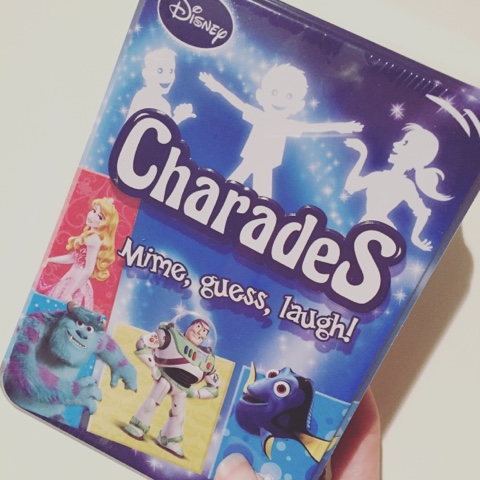 Disney
Charades
Mime, guess, laugh!